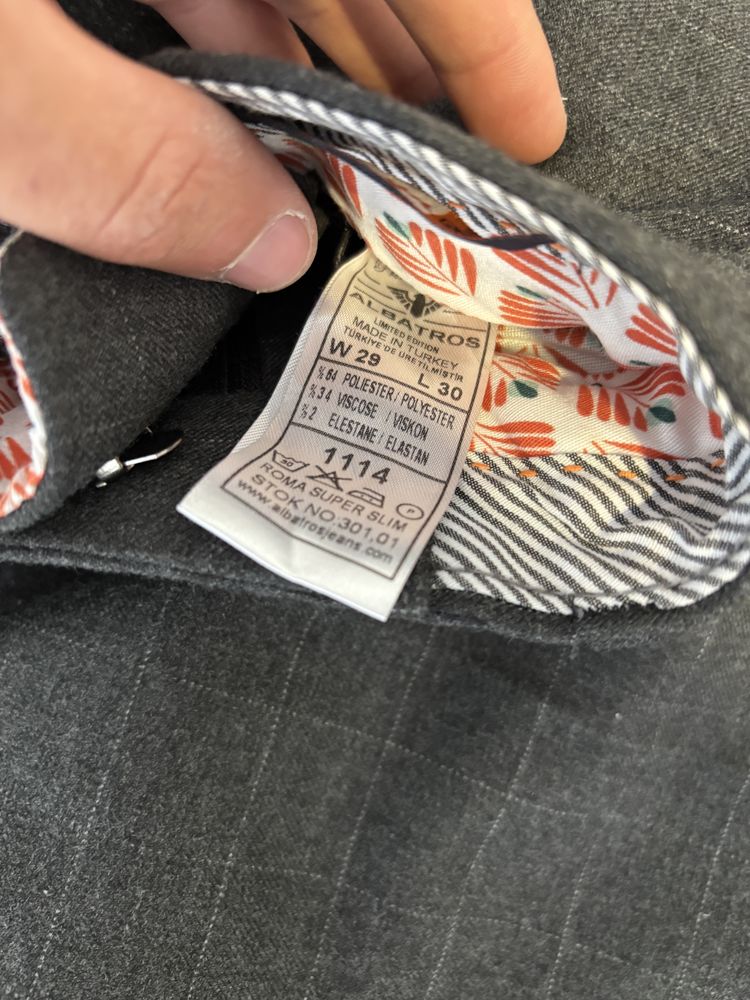 ALBATROS
LIMITED EDITION
MADE IN TURKEY
TÜRKİYE'DE ÜRETİLMİŞTİR
W 29 L 30
%64 POLIESTER / POLYESTER
%34 VISCOSE / VISKON
%2 ELESTANE / ELASTAN
1114
30
P
ROMA SUPER SLIM
STOK NO:301,01
www.albatrosjeans.com